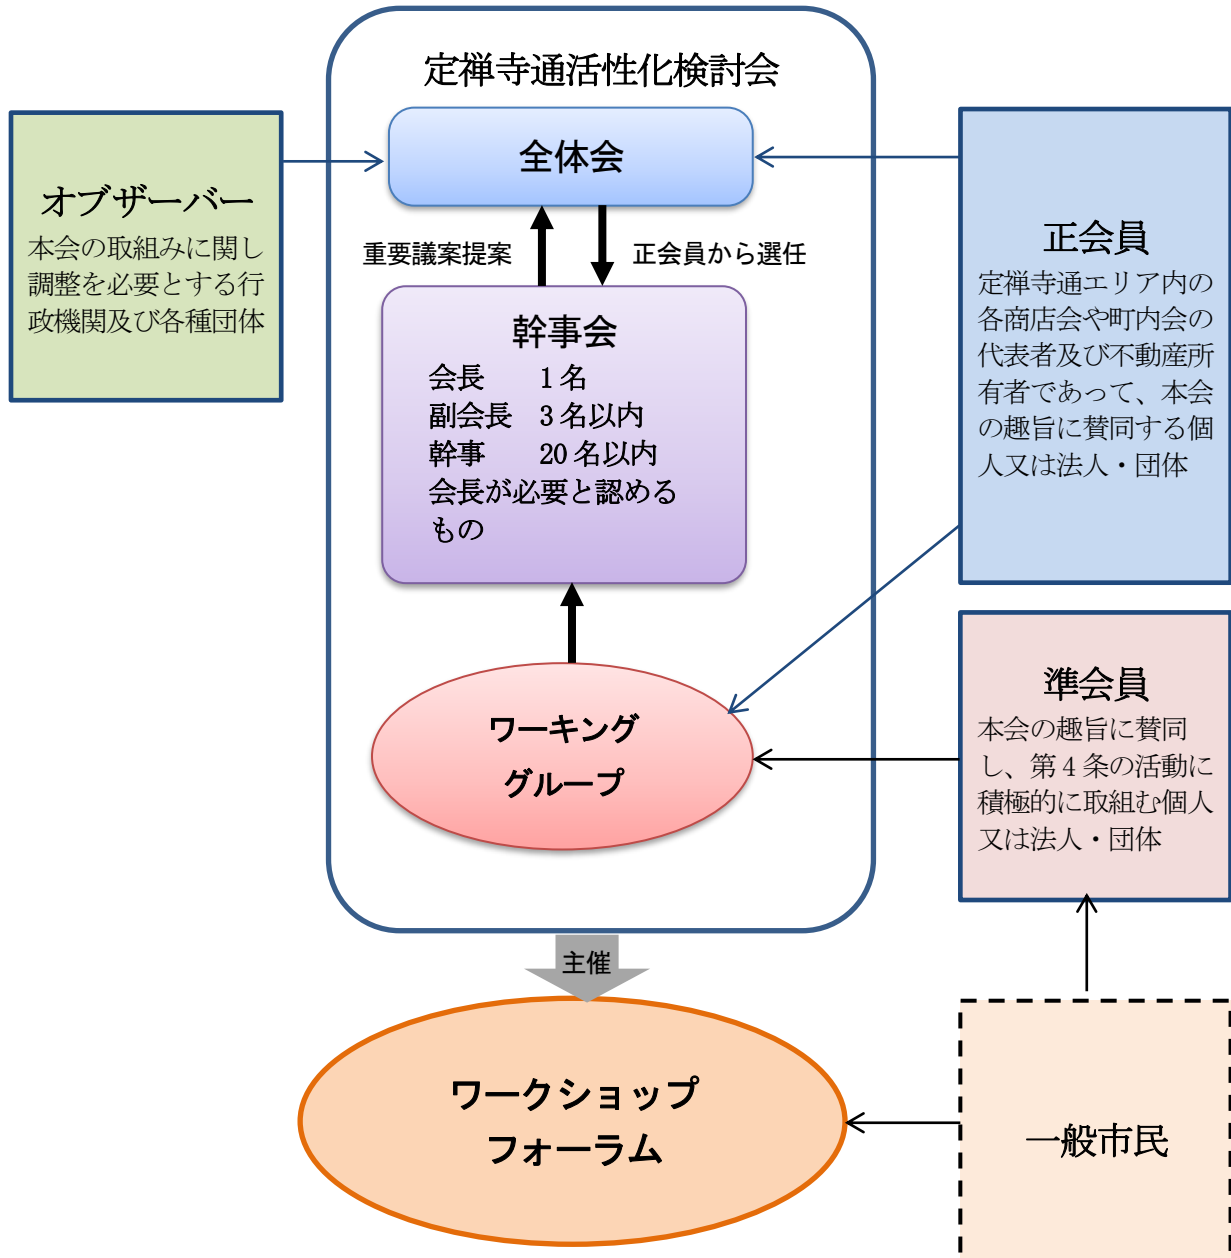 定禅寺通活性化検討会
全体会
オブザーバー
本会の取組みに関し
調整を必要とする行
政機関及び各種団体
重要議案提案
正会員から選任
正会員
定禅寺通エリア内の
各商店会や町内会の
代表者及び不動産所
有者であって、本会
の趣旨に賛同する個
人又は法人・団体
幹事会
会長 1名
副会長 3名以内
幹事 20名以内
会長が必要と認める
もの
ワーキング
グループ
準会員
本会の趣旨に賛同
し、第4条の活動に
積極的に取組む個人
又は法人・団体
主催
ワークショップ
フォーラム
一般市民